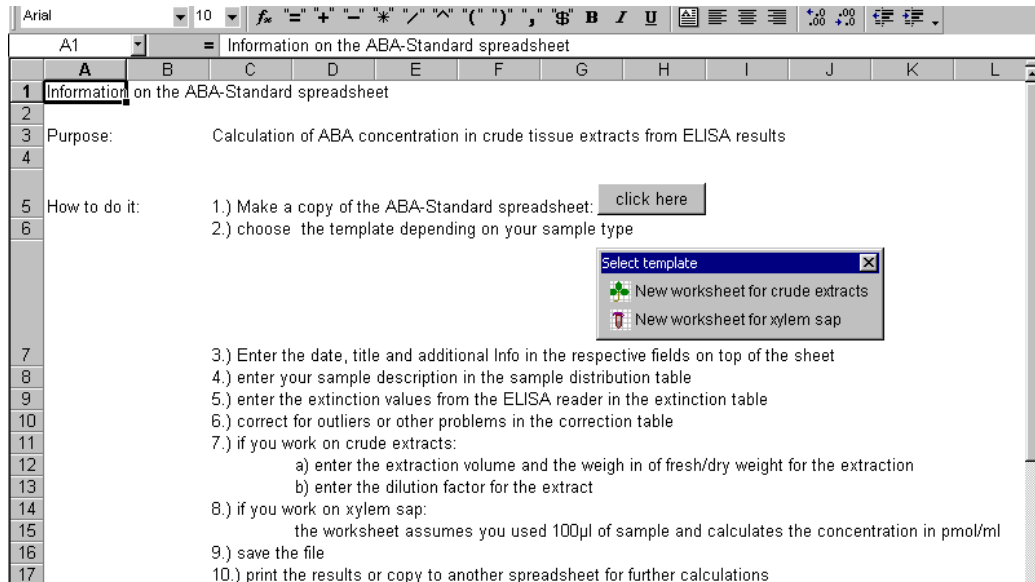 Arial 10 fx "=" "+" "−" "*" "/" "^" "(" ")" "," "$" B I U
A1 = Information on the ABA-Standard spreadsheet
A B C D E F G H I J K L
1 Information on the ABA-Standard spreadsheet
2
3 Purpose: Calculation of ABA concentration in crude tissue extracts from ELISA results
4
5 How to do it: 1.) Make a copy of the ABA-Standard spreadsheet: click here
6 2.) choose the template depending on your sample type
Select template
New worksheet for crude extracts
New worksheet for xylem sap
7 3.) Enter the date, title and additional Info in the respective fields on top of the sheet
8 4.) enter your sample description in the sample distribution table
9 5.) enter the extinction values from the ELISA reader in the extinction table
10 6.) correct for outliers or other problems in the correction table
11 7.) if you work on crude extracts:
12 a) enter the extraction volume and the weigh in of fresh/dry weight for the extraction
13 b) enter the dilution factor for the extract
14 8.) if you work on xylem sap:
15 the worksheet assumes you used 100µl of sample and calculates the concentration in pmol/ml
16 9.) save the file
17 10.) print the results or copy to another spreadsheet for further calculations